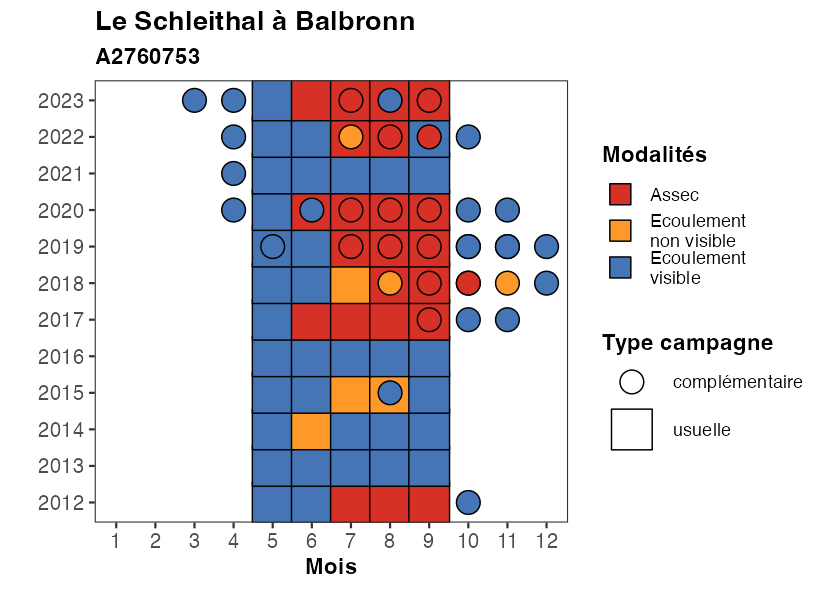 Le Schleithal à Balbronn
A2760753
2023
2022
2021
2020
2019
2018
2017
2016
2015
2014
2013
2012
1 2 3 4 5 6 7 8 9 10 11 12
Mois
Modalités
Assec
Ecoulement
non visible
Ecoulement
visible
Type campagne
complémentaire
usuelle